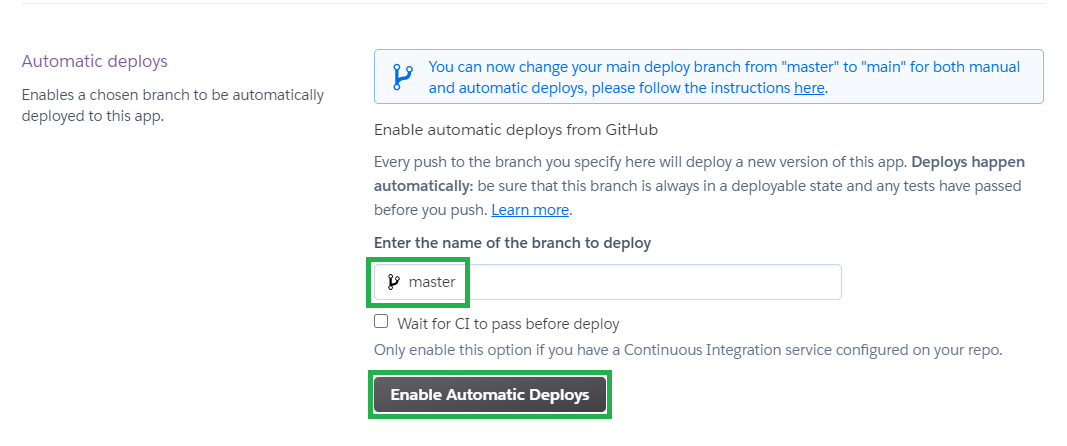 Automatic deploys
Enables a chosen branch to be automatically
deployed to this app.
You can now change your main deploy branch from "master" to "main" for both manual
and automatic deploys, please follow the instructions here.
Enable automatic deploys from GitHub
Every push to the branch you specify here will deploy a new version of this app. Deploys happen
automatically: be sure that this branch is always in a deployable state and any tests have passed
before you push. Learn more.
Enter the name of the branch to deploy
master
Wait for CI to pass before deploy
Only enable this option if you have a Continuous Integration service configured on your repo.
Enable Automatic Deploys